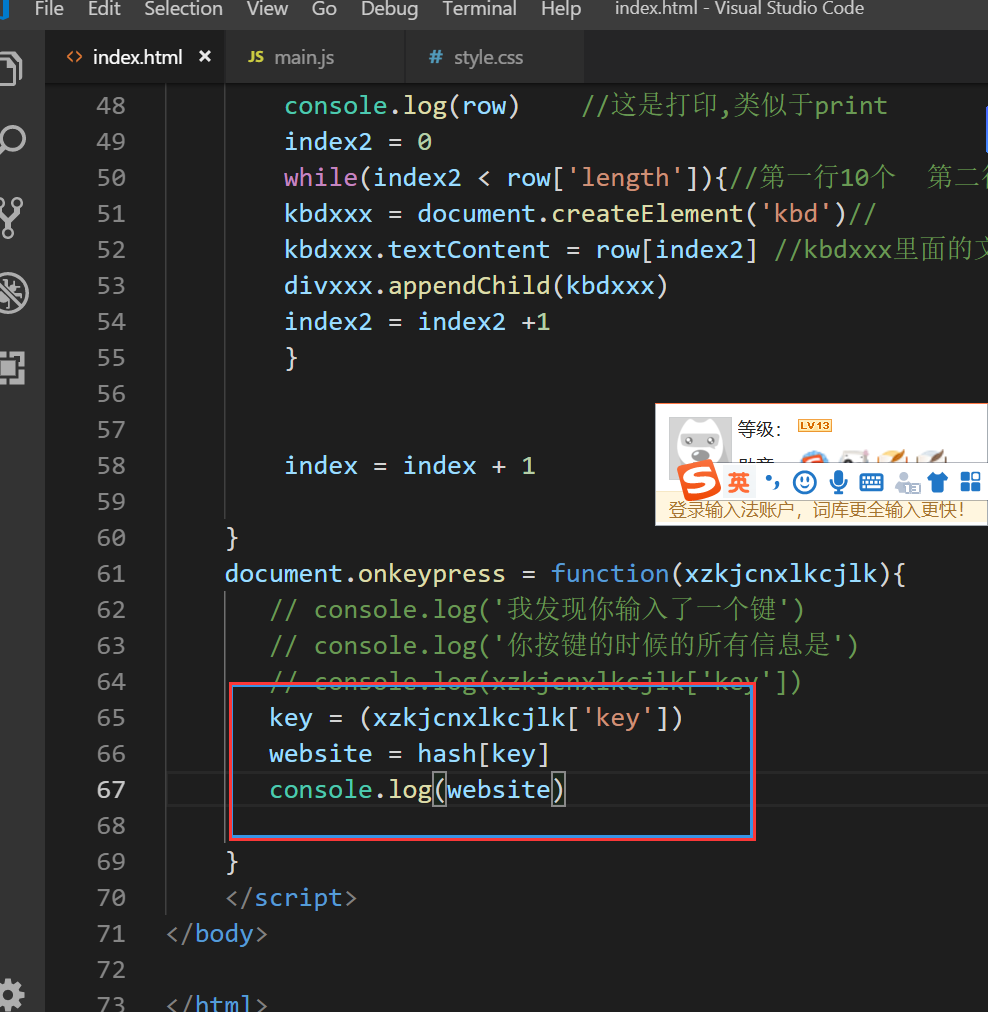 File Edit Selection View Go Debug Terminal Help index.html - Visual Studio Code
<> index.html × JS main.js # style.css
48 console.log(row) //这是打印,类似于print
49 index2 = 0
50 while(index2 < row['length']){//第一行10个 第二
51 kbdxxx = document.createElement('kbd')//
52 kbdxxx.textContent = row[index2] //kbdxxx里面的文
53 divxxx.appendChild(kbdxxx)
54 index2 = index2 +1
55 }
56
57
等级： LV13
58 index = index + 1
英
登录输入法账户，词库更全输入更快！
59
60 }
61 document.onkeypress = function(xzkjcnxlkcjlk){
62 // console.log('我发现你输入了一个键')
63 // console.log('你按键的时候的所有信息是')
64 // console.log(xzkjcnxlkcjlk['key'])
65 key = (xzkjcnxlkcjlk['key'])
66 website = hash[key]
67 console.log(website)
68
69 }
70 </script>
71 </body>
72
73 </html>